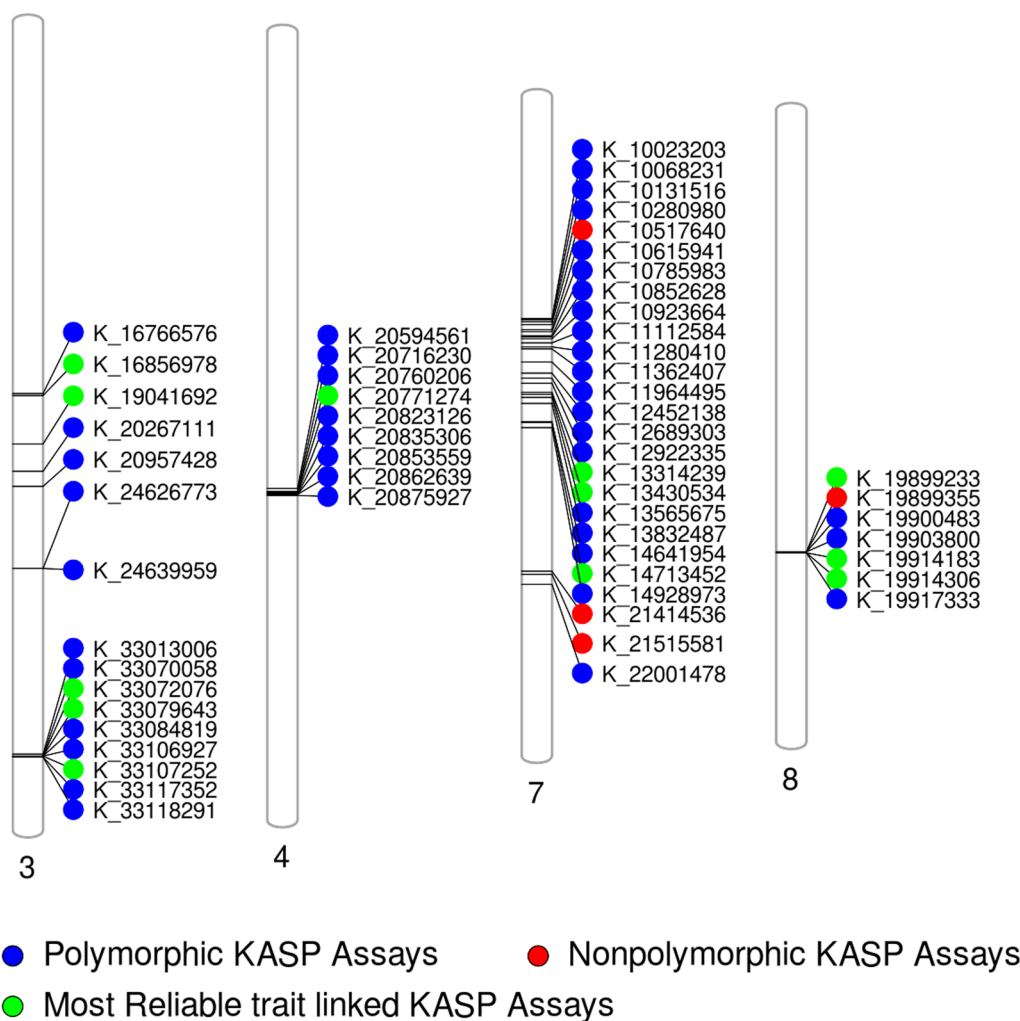 K_16766576
K_16856978
K_19041692
K_20267111
K_20957428
K_24626773
K_24639959
K_33013006
K_33070058
K_33072076
K_33079643
K_33084819
K_33106927
K_33107252
K_33117352
K_33118291
3
K_20594561
K_20716230
K_20760206
K_20771274
K_20823126
K_20835306
K_20853559
K_20862639
K_20875927
4
K_10023203
K_10068231
K_10131516
K_10280980
K_10517640
K_10615941
K_10785983
K_10852628
K_10923664
K_11112584
K_11280410
K_11362407
K_11964495
K_12452138
K_12689303
K_12922335
K_13314239
K_13430534
K_13565675
K_13832487
K_14641954
K_14713452
K_14928973
K_21414536
K_21515581
K_22001478
7
K_19899233
K_19899355
K_19900483
K_19903800
K_19914183
K_19914306
K_19917333
8
Polymorphic KASP Assays
Nonpolymorphic KASP Assays
Most Reliable trait linked KASP Assays